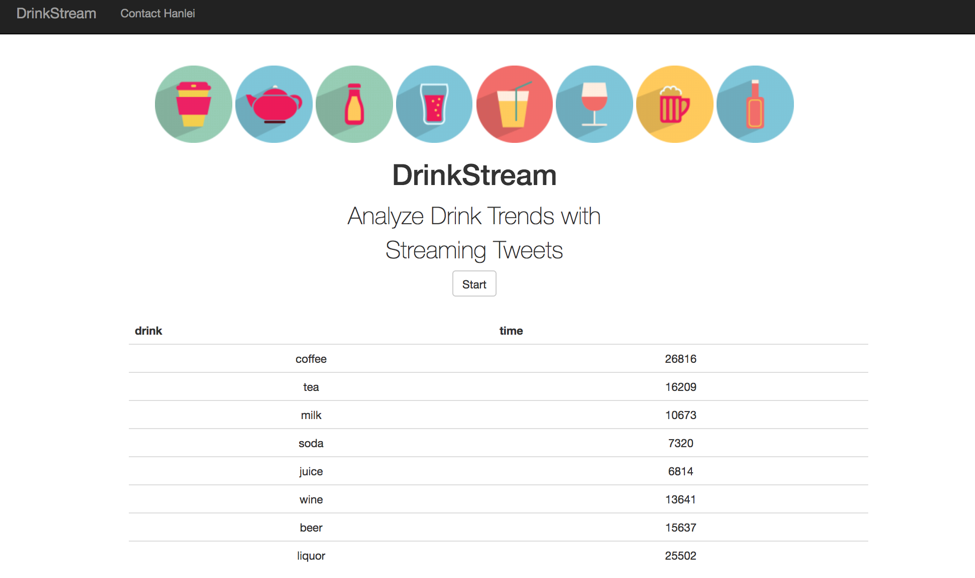 DrinkStream Contact Hanlei
DrinkStream
Analyze Drink Trends with
Streaming Tweets
Start
drink time
coffee 26816
tea 16209
milk 10673
soda 7320
juice 6814
wine 13641
beer 15637
liquor 25502